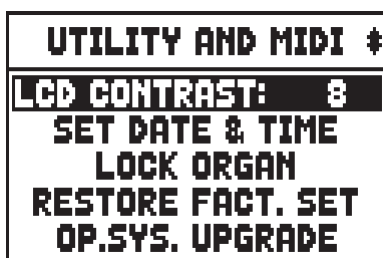 UTILITY AND MIDI
LCD CONTRAST: 8
SET DATE & TIME
LOCK ORGAN
RESTORE FACT. SET
OP.SYS. UPGRADE